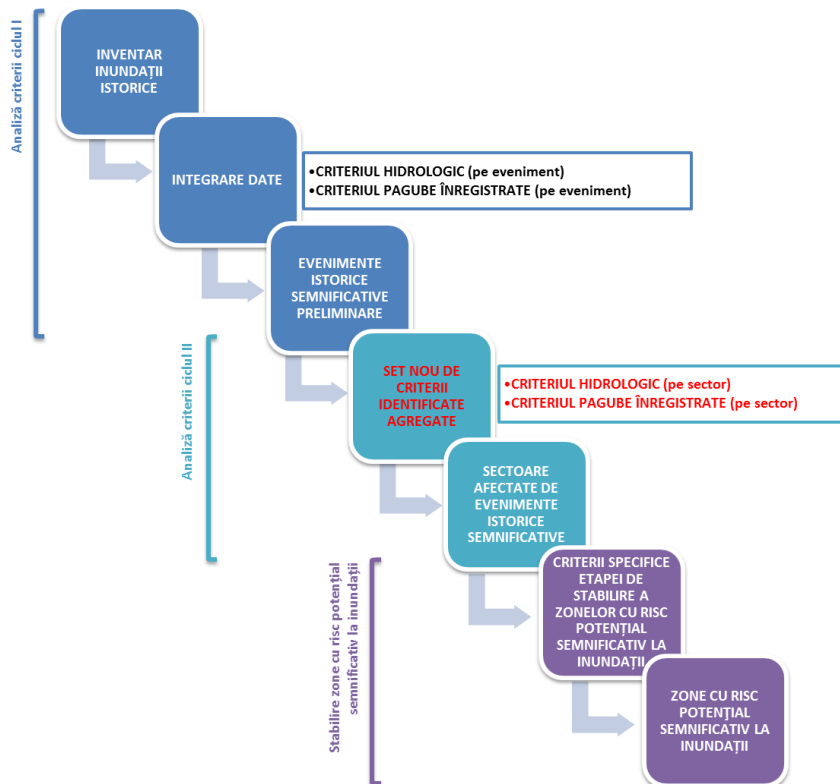 Analiză criterii ciclul I
INVENTAR
INUNDAȚII
ISTORICE
INTEGRARE DATE
•CRITERIUL HIDROLOGIC (pe eveniment)
•CRITERIUL PAGUBE ÎNREGISTRATE (pe eveniment)
EVENIMENTE
ISTORICE
SEMNIFICATIVE
PRELIMINARE
Analiză criterii ciclul II
SET NOU DE
CRITERII
IDENTIFICATE
AGREGATE
•CRITERIUL HIDROLOGIC (pe sector)
•CRITERIUL PAGUBE ÎNREGISTRATE (pe sector)
SECTOARE
AFECTATE DE
EVENIMENTE
ISTORICE
SEMNIFICATIVE
Stabilire zone cu risc potențial
semnificativ la inundații
CRITERII SPECIFICE
ETAPEI DE
STABILIRE A
ZONELOR CU RISC
POTENȚIAL
SEMNIFICATIV LA
INUNDAȚII
ZONE CU RISC
POTENŢIAL
SEMNIFICATIV LA
INUNDAȚII